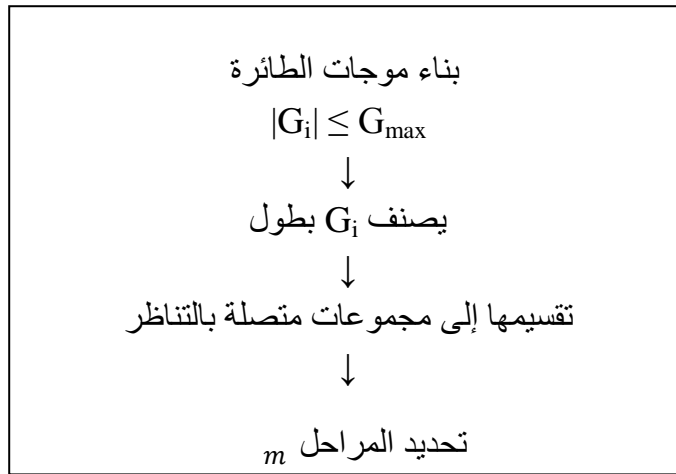 بناء موجات الطائرة
|Gᵢ| ≤ Gₘₐₓ
↓
يصنف Gᵢ بطول
↓
تقسيمها إلى مجموعات متصلة بالتناظر
↓
تحديد المراحل m